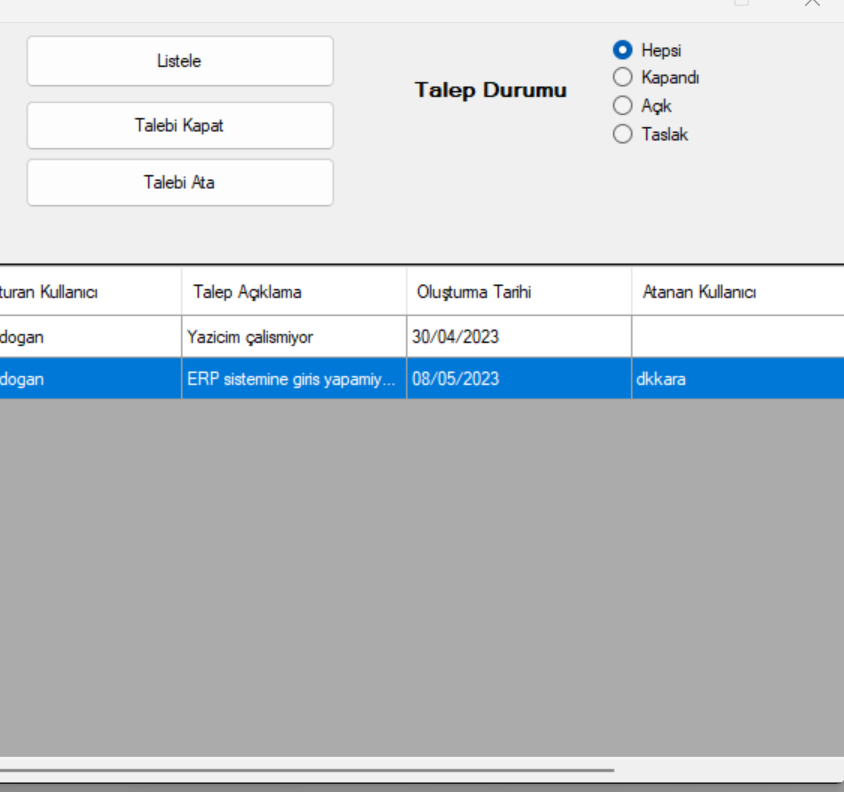 Listele
Talebi Kapat
Talebi Ata
Talep Durumu
Hepsi
Kapandı
Açık
Taslak
turan Kullanıcı Talep Açıklama Oluşturma Tarihi Atanan Kullanıcı
dogan Yazicim çalismiyor 30/04/2023
dogan ERP sistemine giris yapamiy... 08/05/2023 dkkara